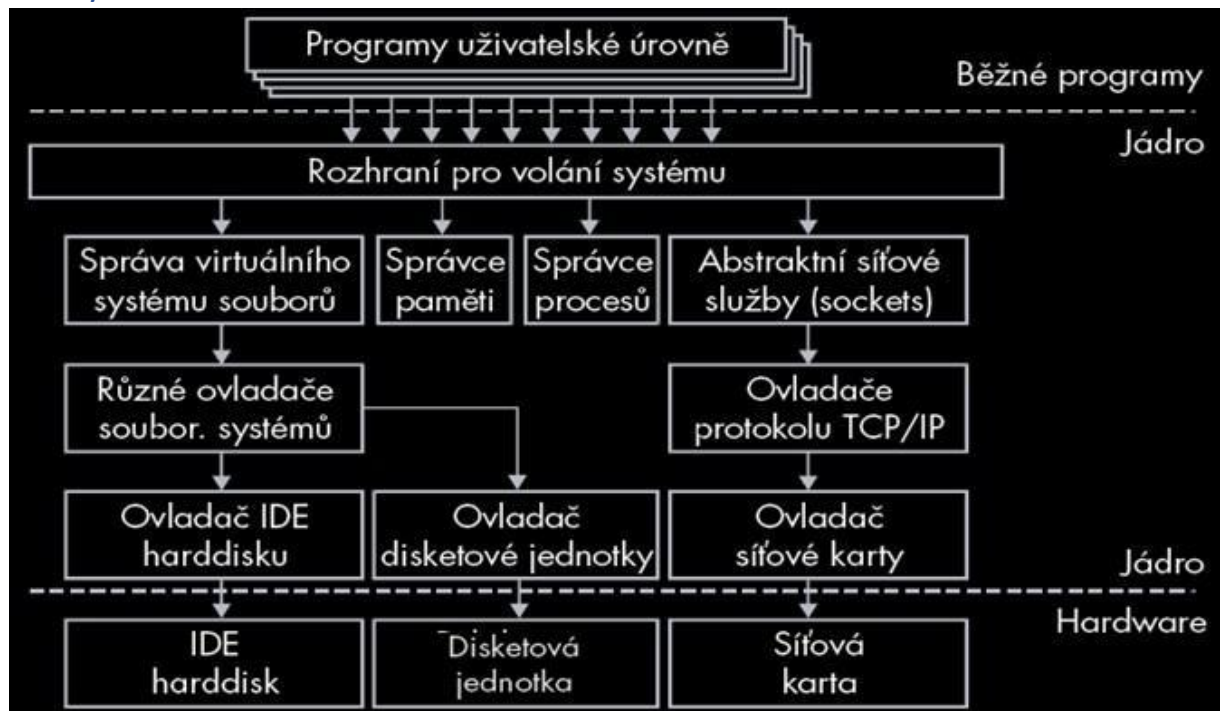 Programy uživatelské úrovně
Běžné programy
Jádro
Rozhraní pro volání systému
Správa virtuálního
systému souborů
Správce
paměti
Správce
procesů
Abstraktní síťové
služby (sockets)
Různé ovladače
soubor. systémů
Ovladače
protokolu TCP/IP
Ovladač IDE
harddisku
Ovladač
disketové jednotky
Ovladač
síťové karty
Jádro
Hardware
IDE
harddisk
Disketová
jednotka
Síťová
karta